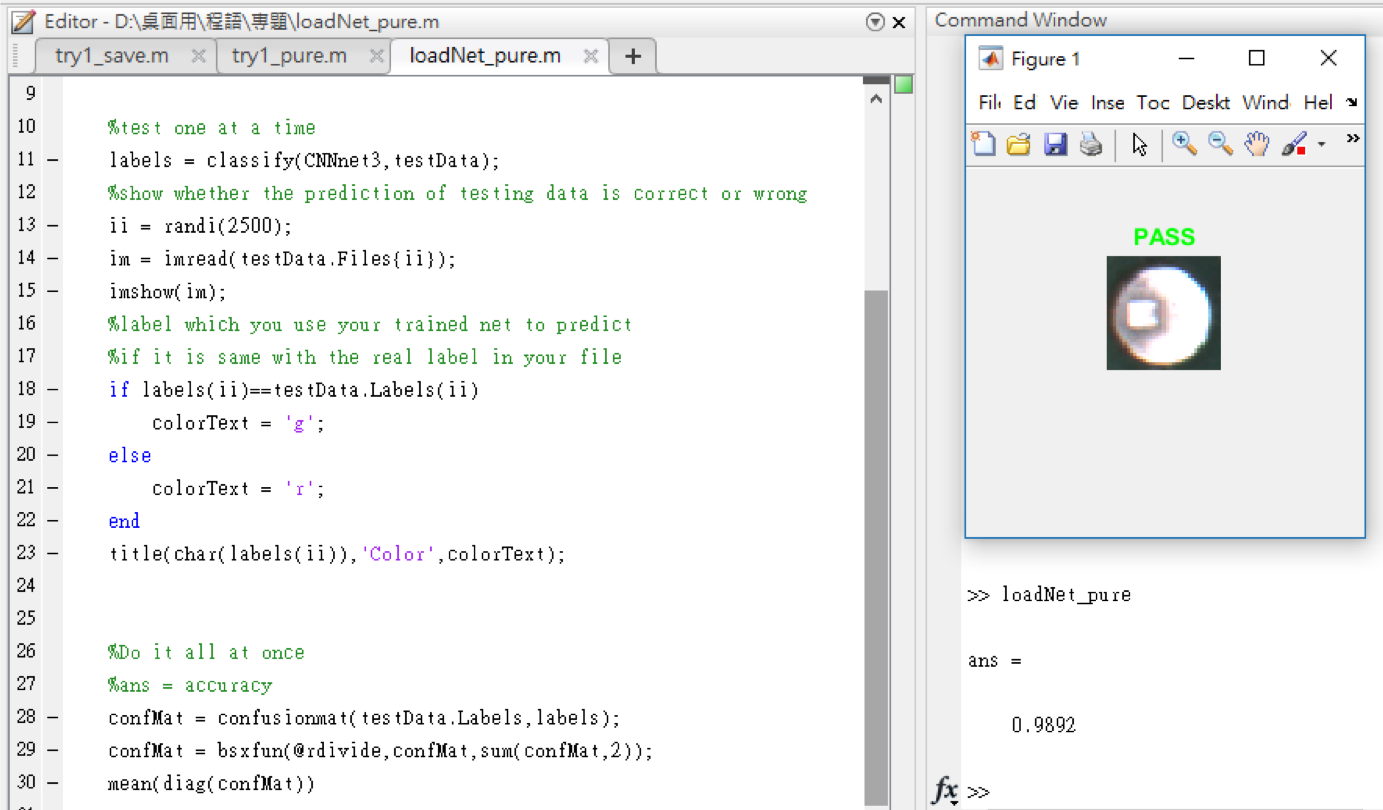 Editor - D:\桌面用\程語\專題\loadNet_pure.m
try1_save.m
try1_pure.m
loadNet_pure.m
9
10 %test one at a time
11 – labels = classify(CNNnet3,testData);
12 %show whether the prediction of testing data is correct or wrong
13 – ii = randi(2500);
14 – im = imread(testData.Files{ii});
15 – imshow(im);
16 %label which you use your trained net to predict
17 %if it is same with the real label in your file
18 – if labels(ii)==testData.Labels(ii)
19 – colorText = 'g';
20 – else
21 – colorText = 'r';
22 – end
23 – title(char(labels(ii)),'Color',colorText);
24
25
26 %Do it all at once
27 %ans = accuracy
28 – confMat = confusionmat(testData.Labels,labels);
29 – confMat = bsxfun(@rdivide,confMat,sum(confMat,2));
30 – mean(diag(confMat))
Command Window
Figure 1
Fil Ed Vie Inse Toc Deskt Wind Hel
PASS
>> loadNet_pure
ans =
0.9892
fx >>